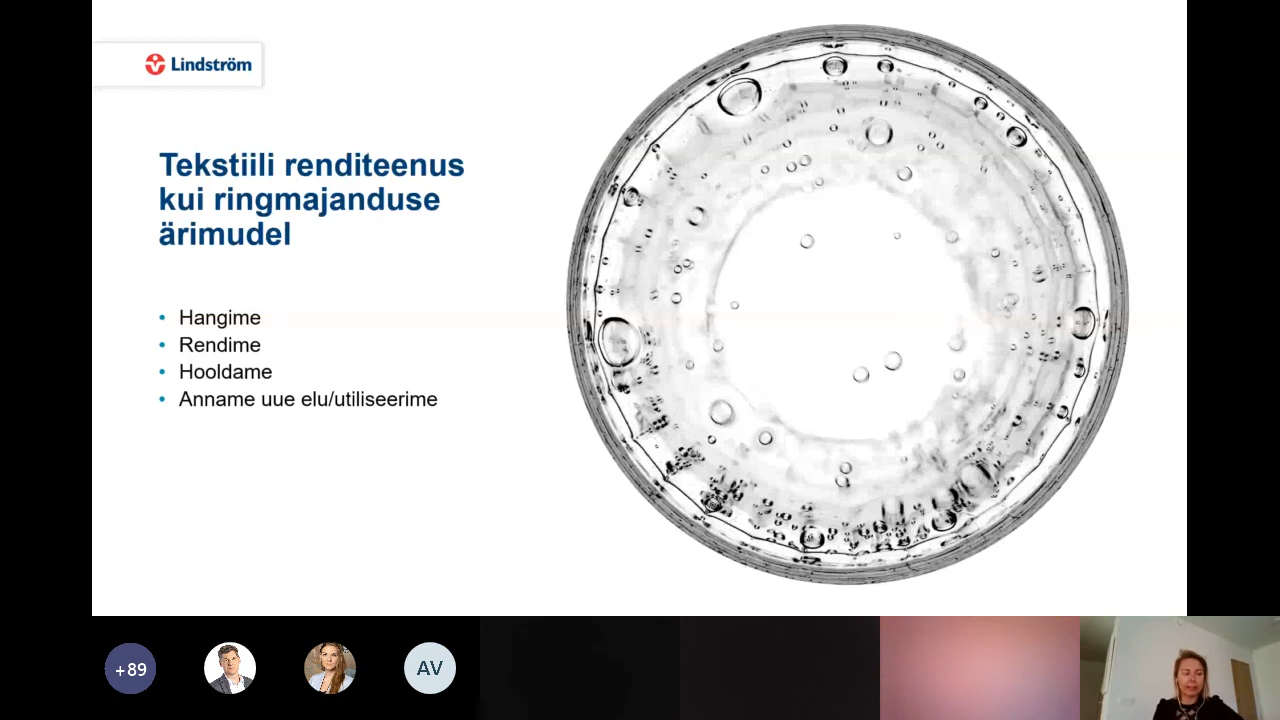 Lindström
Tekstiili renditeenus
kui ringmajanduse
ärimudel
• Hangime
• Rendime
• Hooldame
• Anname uue elu/utiliseerime
+89
AV